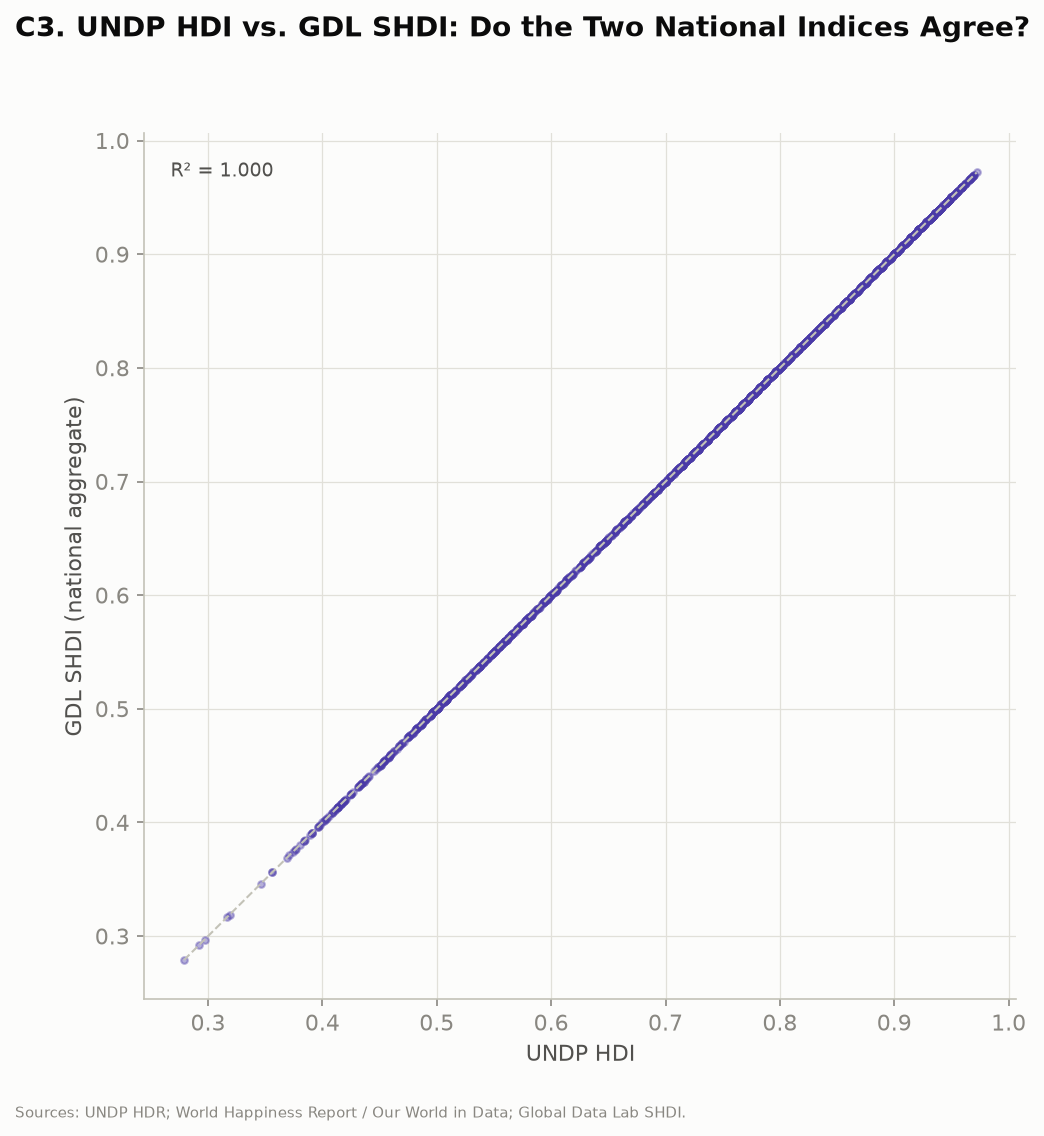 C3. UNDP HDI vs. GDL SHDI: Do the Two National Indices Agree?
R² = 1.000
1.0
0.9
0.8
0.7
0.6
0.5
0.4
0.3
GDL SHDI (national aggregate)
0.3 0.4 0.5 0.6 0.7 0.8 0.9 1.0
UNDP HDI
Sources: UNDP HDR; World Happiness Report / Our World in Data; Global Data Lab SHDI.